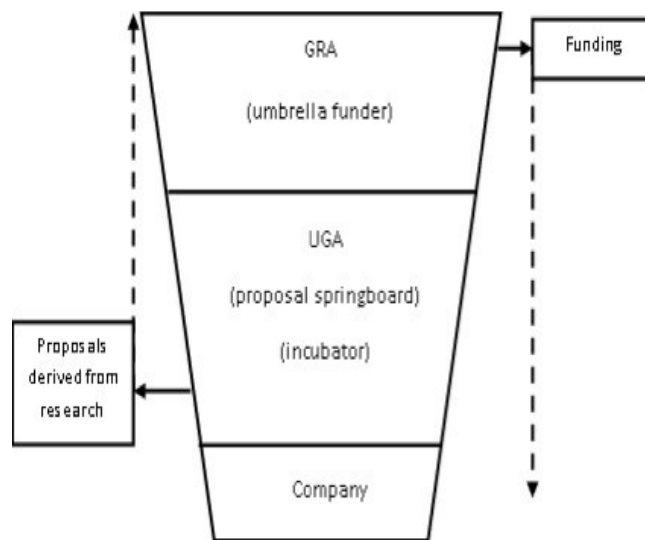 GRA
(umbrella funder)
Funding
UGA
(proposal springboard)
(incubator)
Proposals
derived from
research
Company